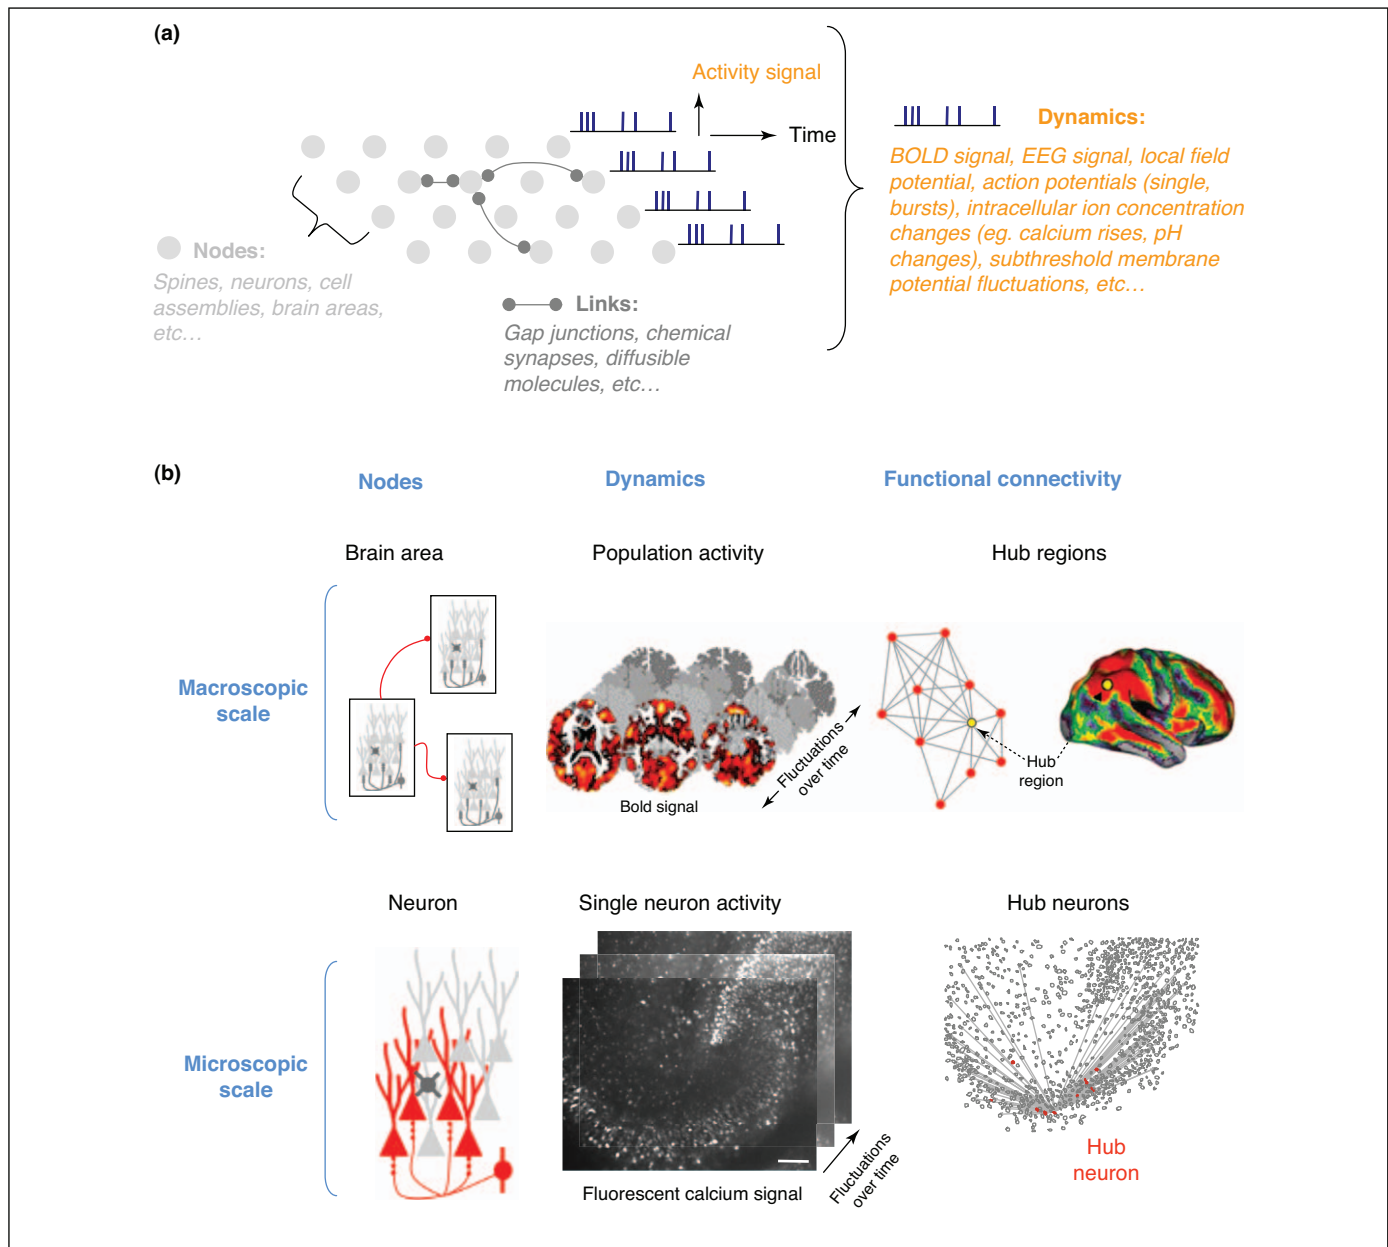 (a)
Activity signal
Time
Nodes:
Spines, neurons, cell
assemblies, brain areas,
etc…
Links:
Gap junctions, chemical
synapses, diffusible
molecules, etc…
Dynamics:
BOLD signal, EEG signal, local field
potential, action potentials (single,
bursts), intracellular ion concentration
changes (eg. calcium rises, pH
changes), subthreshold membrane
potential fluctuations, etc…
(b)
Nodes
Dynamics
Functional connectivity
Brain area
Population activity
Hub regions
Macroscopic
scale
Bold signal
Fluctuations
over time
Hub
region
Neuron
Single neuron activity
Hub neurons
Microscopic
scale
Fluorescent calcium signal
Fluctuations
over time
Hub
neuron